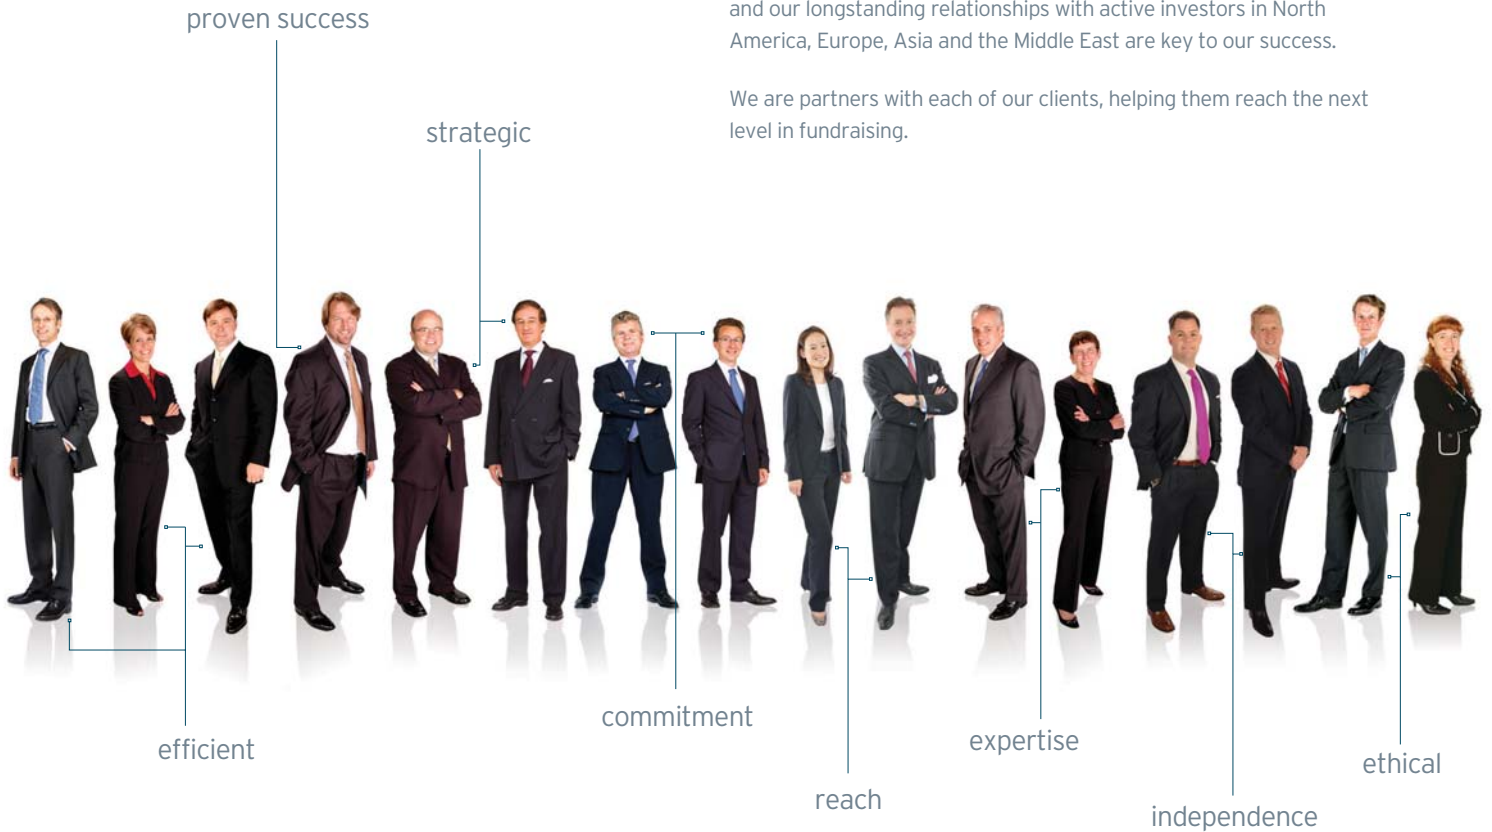 proven success
and our longstanding relationships with active investors in North
America, Europe, Asia and the Middle East are key to our success.
We are partners with each of our clients, helping them reach the next
level in fundraising.
strategic
commitment
efficient
expertise
ethical
reach
independence